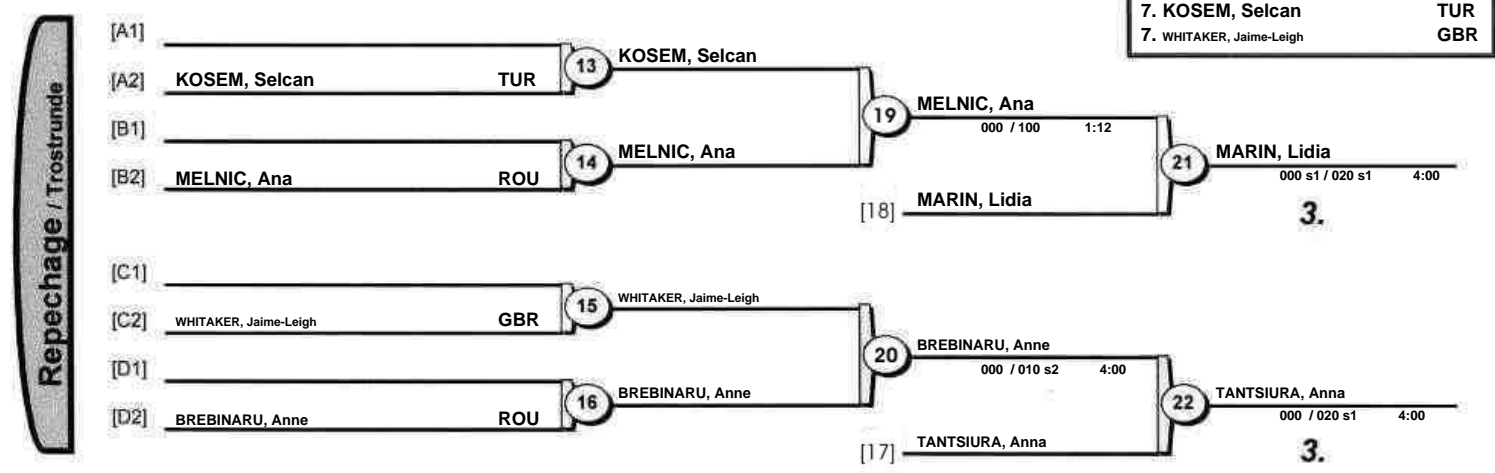 7. KOSEM, Selcan TUR
7. WHITAKER, Jaime-Leigh GBR
Repechage / Trostrunde
[A1]
[A2] KOSEM, Selcan TUR
13 KOSEM, Selcan
[B1]
[B2] MELNIC, Ana ROU
14 MELNIC, Ana
19 MELNIC, Ana
000 / 100 1:12
[18] MARIN, Lidia
21 MARIN, Lidia
000 s1 / 020 s1 4:00
3.
[C1]
[C2] WHITAKER, Jaime-Leigh GBR
15 WHITAKER, Jaime-Leigh
[D1]
[D2] BREBINARU, Anne ROU
16 BREBINARU, Anne
20 BREBINARU, Anne
000 / 010 s2 4:00
[17] TANTSIURA, Anna
22 TANTSIURA, Anna
000 / 020 s1 4:00
3.